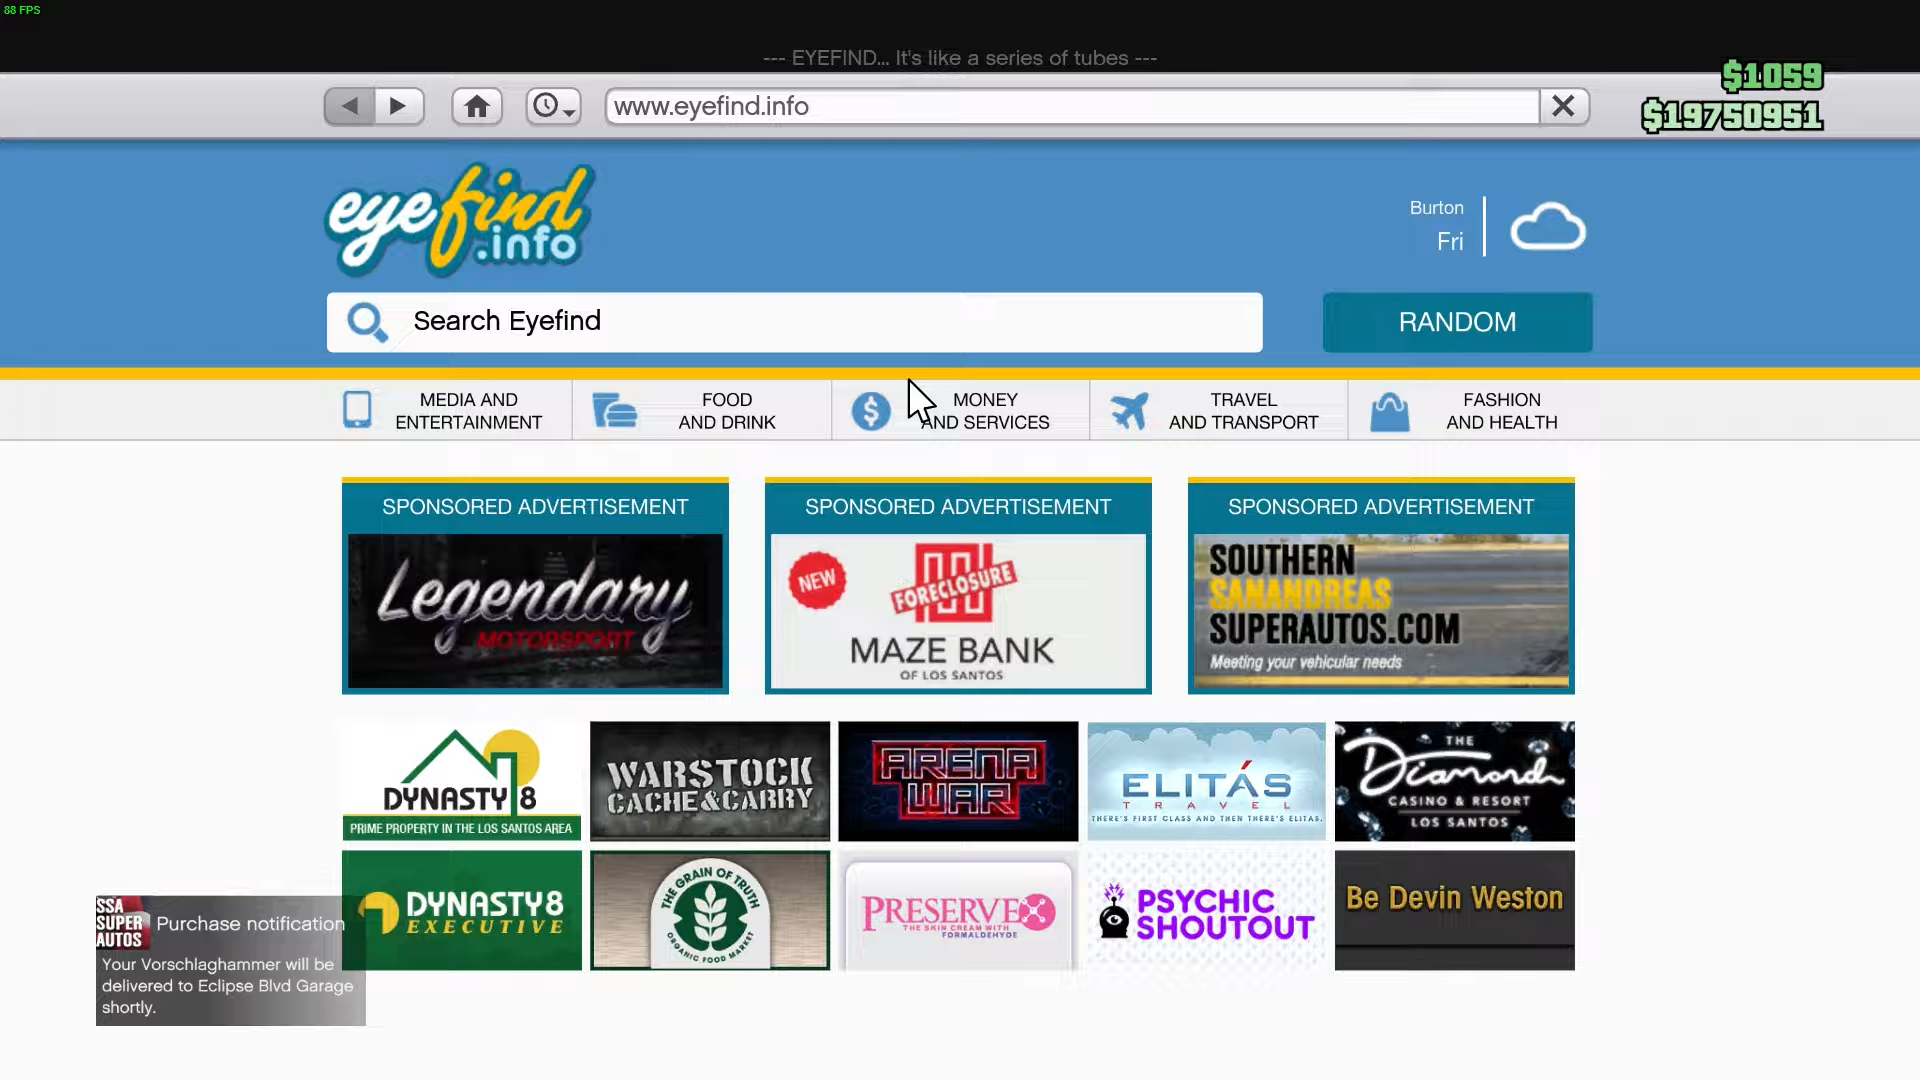 88 FPS
--- EYEFIND... It's like a series of tubes ---
$1059
www.eyefind.info
$19750951
eyefind
.info
Burton
Fri
Search Eyefind
RANDOM
MEDIA AND
ENTERTAINMENT
FOOD
AND DRINK
MONEY
AND SERVICES
TRAVEL
AND TRANSPORT
FASHION
AND HEALTH
SPONSORED ADVERTISEMENT
Legendary
MOTORSPORT
SPONSORED ADVERTISEMENT
NEW
FORECLOSURE
MAZE BANK
OF LOS SANTOS
SPONSORED ADVERTISEMENT
SOUTHERN
SANANDREAS
SUPERAUTOS.COM
Meeting your vehicular needs
DYNASTY 8
PRIME PROPERTY IN THE LOS SANTOS AREA
WARSTOCK
CACHE&CARRY
ARENA
WAR
ELITÁS
TRAVEL
THERE'S FIRST CLASS AND THEN THERE'S ELITAS.
THE
Diamond
CASINO & RESORT
LOS SANTOS
DYNASTY8
EXECUTIVE
THE GRAIN OF TRUTH
ORGANIC FOOD MARKET
PRESERVEX
THE SKIN CREAM WITH
FORMALDEHYDE
PSYCHIC
SHOUTOUT
Be Devin Weston
SSA
SUPER
AUTOS
Purchase notification
Your Vorschlaghammer will be
delivered to Eclipse Blvd Garage
shortly.